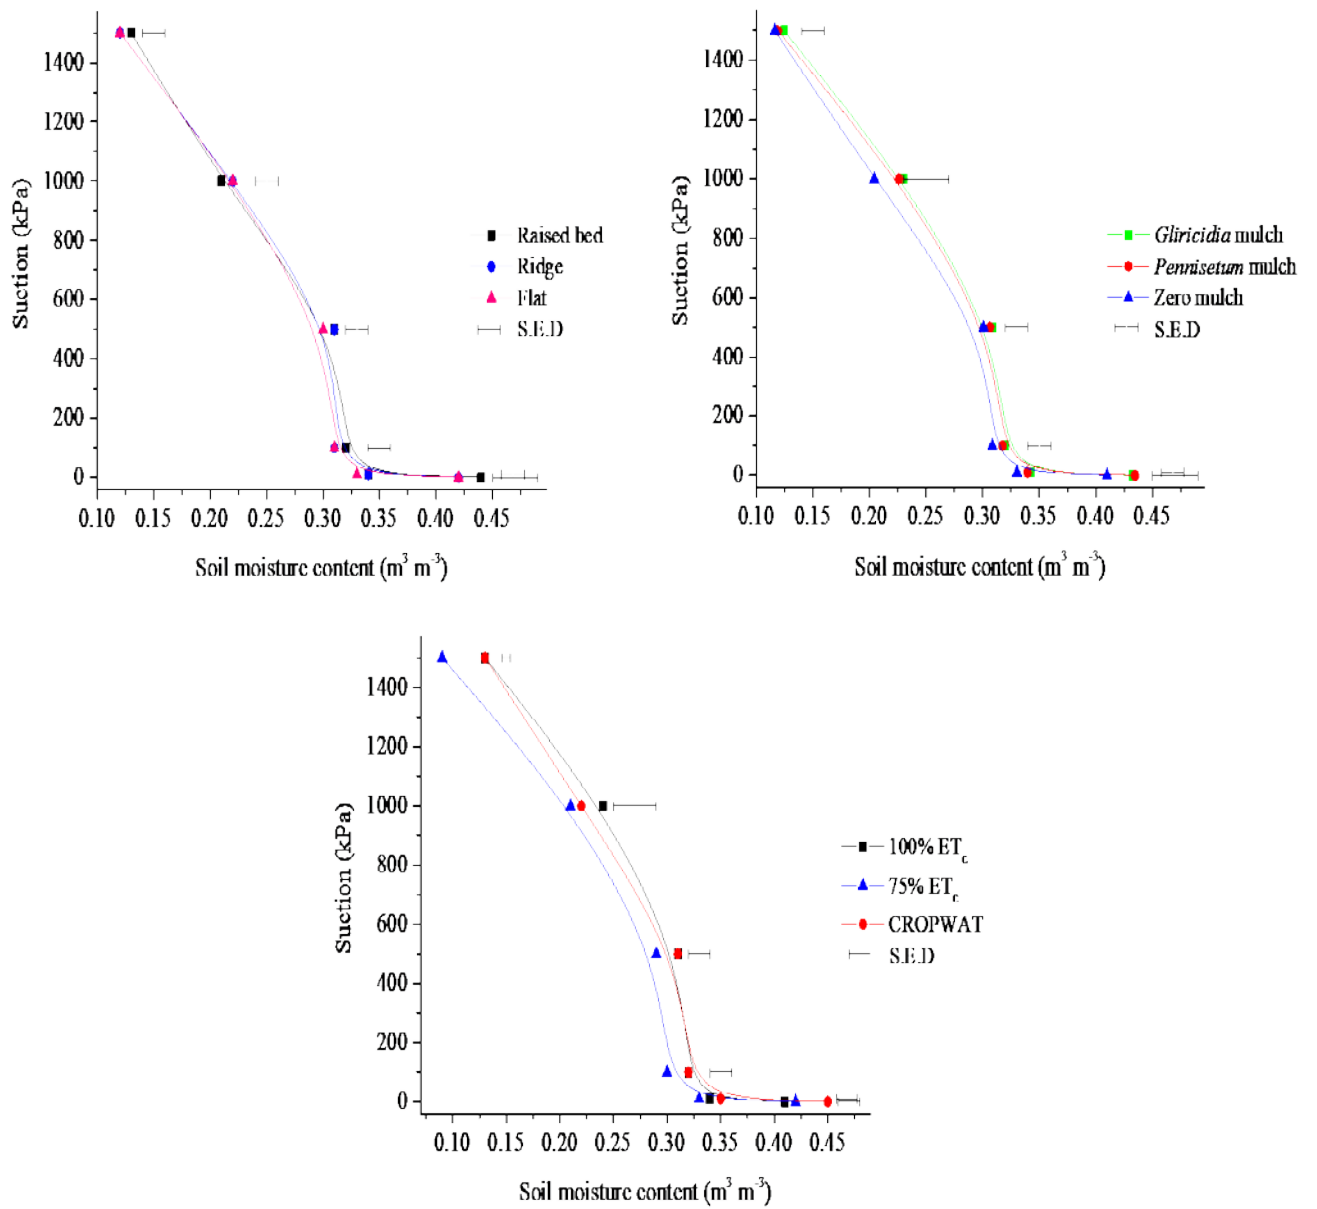 1400
1200
1000
800
600
400
200
0
Suction (kPa)
0.10 0.15 0.20 0.25 0.30 0.35 0.40 0.45
Soil moisture content (m³ m⁻³)
Raised bed
Ridge
Flat
S.E.D
1400
1200
1000
800
600
400
200
0
Suction (kPa)
0.10 0.15 0.20 0.25 0.30 0.35 0.40 0.45
Soil moisture content (m³ m⁻³)
Gliricidia mulch
Pennisetum mulch
Zero mulch
S.E.D
1400
1200
1000
800
600
400
200
0
Suction (kPa)
0.10 0.15 0.20 0.25 0.30 0.35 0.40 0.45
Soil moisture content (m³ m⁻³)
100% ETc
75% ETc
CROPWAT
S.E.D